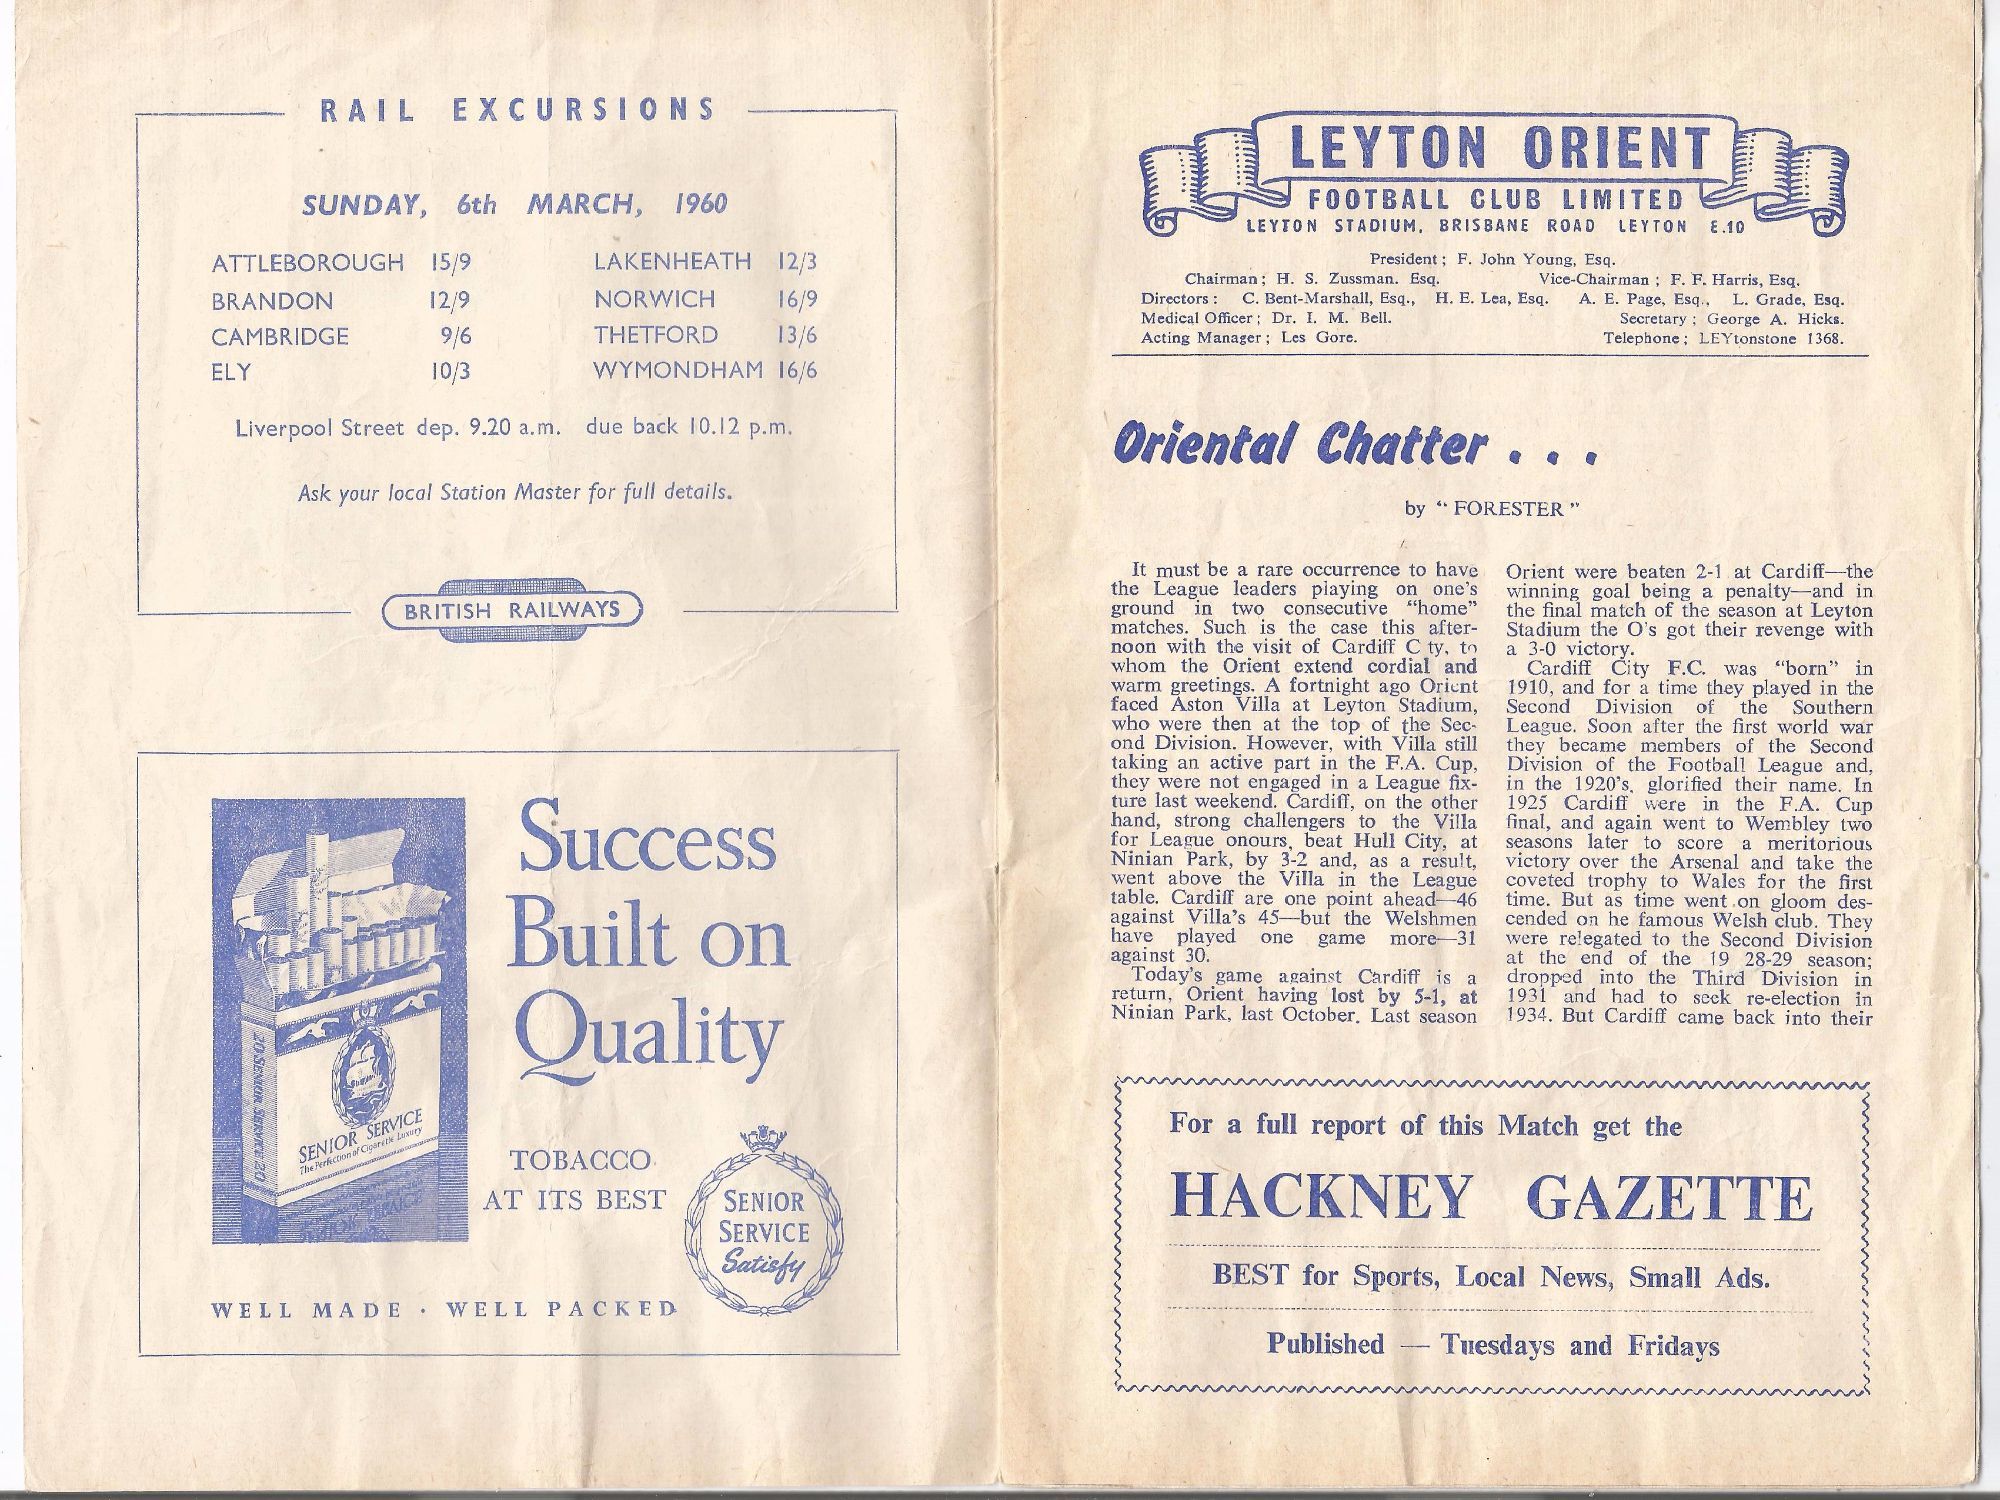 RAIL EXCURSIONS
SUNDAY, 6th MARCH, 1960
ATTLEBOROUGH 15/9 LAKENHEATH 12/3
BRANDON 12/9 NORWICH 16/9
CAMBRIDGE 9/6 THETFORD 13/6
ELY 10/3 WYMONDHAM 16/6
Liverpool Street dep. 9.20 a.m. due back 10.12 p.m.
Ask your local Station Master for full details.
BRITISH RAILWAYS
Success
Built on
Quality
20 SENIOR SERVICE 20
SENIOR SERVICE
The Perfection of Cigarette Luxury
TOBACCO
AT ITS BEST
SENIOR
SERVICE
Satisfy
WELL MADE · WELL PACKED
LEYTON ORIENT
FOOTBALL CLUB LIMITED
LEYTON STADIUM, BRISBANE ROAD LEYTON E.10
President ; F. John Young, Esq.
Chairman ; H. S. Zussman. Esq. Vice-Chairman ; F. F. Harris, Esq.
Directors : C. Bent-Marshall, Esq., H. E. Lea, Esq. A. E. Page, Esq., L. Grade, Esq.
Medical Officer ; Dr. I. M. Bell. Secretary ; George A. Hicks.
Acting Manager ; Les Gore. Telephone ; LEYtonstone 1368.
Oriental Chatter . . .
by “ FORESTER ”
It must be a rare occurrence to have
the League leaders playing on one's
ground in two consecutive “home”
matches. Such is the case this after-
noon with the visit of Cardiff C ty, to
whom the Orient extend cordial and
warm greetings. A fortnight ago Orient
faced Aston Villa at Leyton Stadium,
who were then at the top of the Sec-
ond Division. However, with Villa still
taking an active part in the F.A. Cup,
they were not engaged in a League fix-
ture last weekend. Cardiff, on the other
hand, strong challengers to the Villa
for League onours, beat Hull City, at
Ninian Park, by 3-2 and, as a result,
went above the Villa in the League
table. Cardiff are one point ahead—46
against Villa's 45—but the Welshmen
have played one game more—31
against 30.
Today's game against Cardiff is a
return, Orient having lost by 5-1, at
Ninian Park, last October. Last season
Orient were beaten 2-1 at Cardiff—the
winning goal being a penalty—and in
the final match of the season at Leyton
Stadium the O's got their revenge with
a 3-0 victory.
Cardiff City F.C. was “born” in
1910, and for a time they played in the
Second Division of the Southern
League. Soon after the first world war
they became members of the Second
Division of the Football League and,
in the 1920's, glorified their name. In
1925 Cardiff were in the F.A. Cup
final, and again went to Wembley two
seasons later to score a meritorious
victory over the Arsenal and take the
coveted trophy to Wales for the first
time. But as time went on gloom des-
cended on he famous Welsh club. They
were relegated to the Second Division
at the end of the 19 28-29 season;
dropped into the Third Division in
1931 and had to seek re-election in
1934. But Cardiff came back into their
For a full report of this Match get the
HACKNEY GAZETTE
BEST for Sports, Local News, Small Ads.
Published — Tuesdays and Fridays